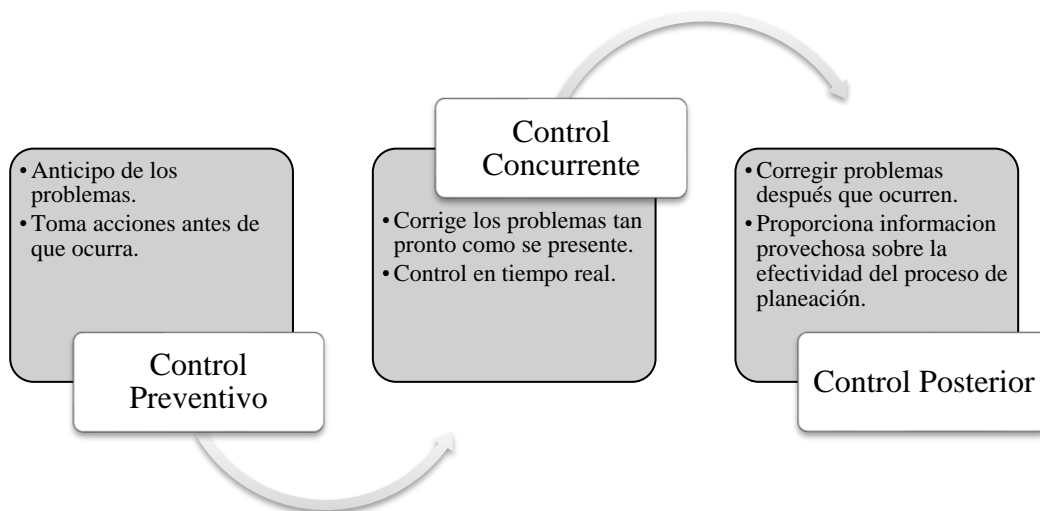 • Anticipo de los
problemas.
• Toma acciones antes de
que ocurra.
Control
Preventivo
Control
Concurrente
• Corrige los problemas tan
pronto como se presente.
• Control en tiempo real.
• Corregir problemas
después que ocurren.
• Proporciona informacion
provechosa sobre la
efectividad del proceso de
planeación.
Control Posterior